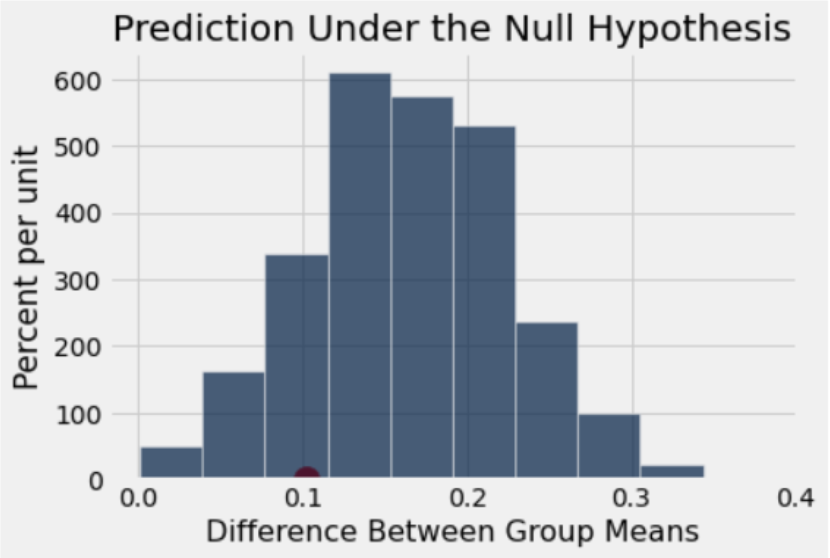 Prediction Under the Null Hypothesis
Percent per unit
600
500
400
300
200
100
0
0.0 0.1 0.2 0.3 0.4
Difference Between Group Means